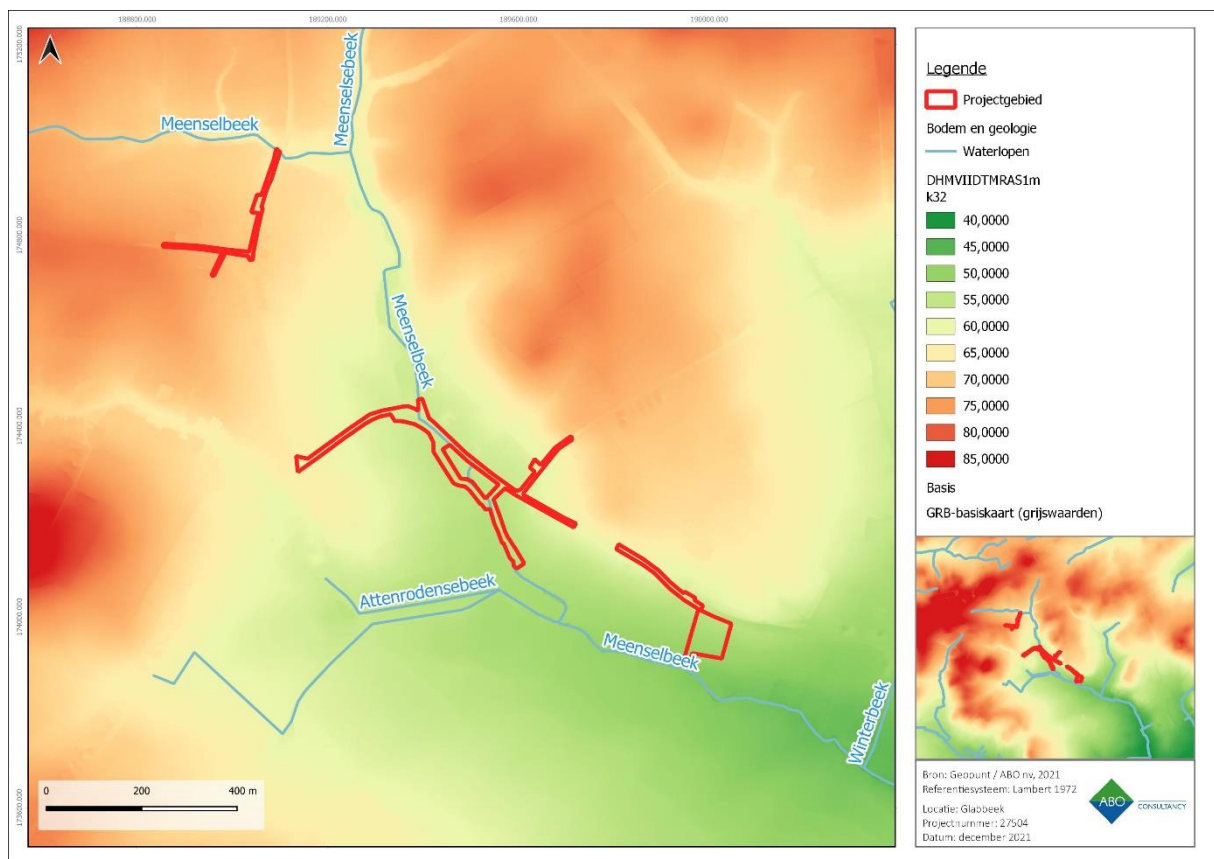 188800.000
189200.000
189600.000
190000.000
175200.000
174800.000
174400.000
174000.000
173600.000
Meenselbeek
Meenselsebeek
Meenselbeek
Attenrodensebeek
Meenselbeek
Winterbeek
0 200 400 m
Legende
Projectgebied
Bodem en geologie
Waterlopen
DHMVIIDTMRAS1m
k32
40,0000
45,0000
50,0000
55,0000
60,0000
65,0000
70,0000
75,0000
80,0000
85,0000
Basis
GRB-basiskaart (grijswaarden)
Bron: Geopunt / ABO nv, 2021
Referentiesysteem: Lambert 1972
Locatie: Glabbeek
Projectnummer: 27504
Datum: december 2021
ABO
CONSULTANCY